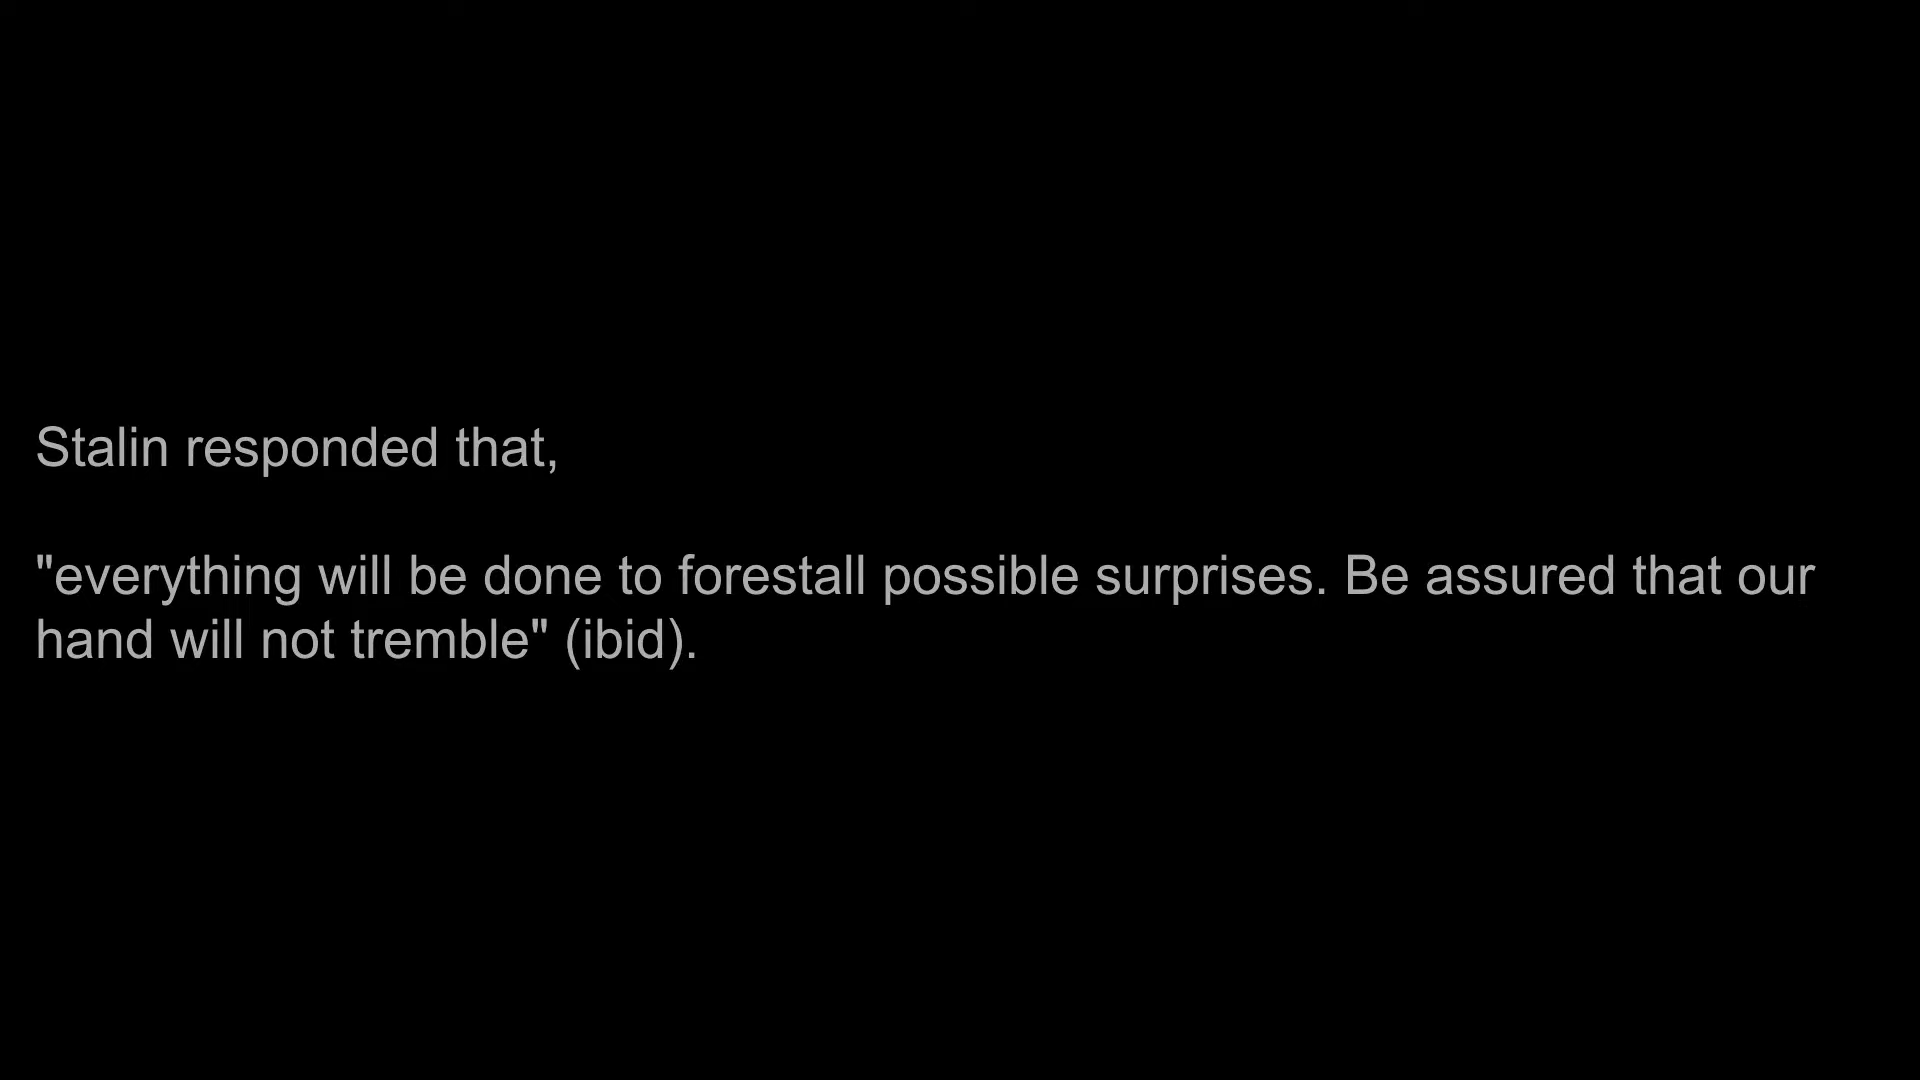 Stalin responded that,
"everything will be done to forestall possible surprises. Be assured that our
hand will not tremble" (ibid).